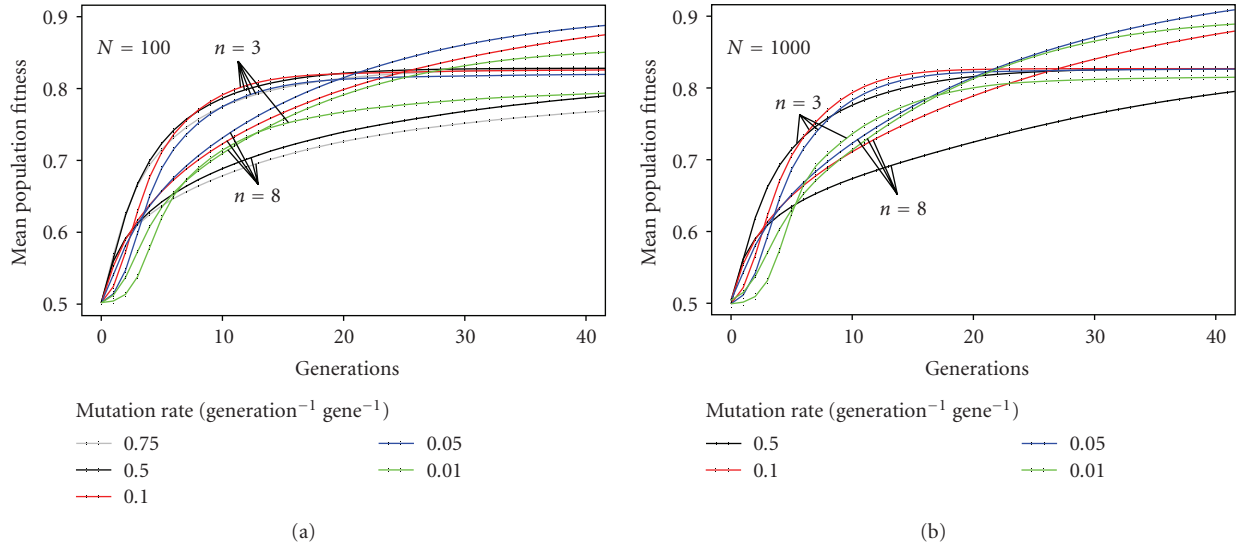 0.9
0.8
0.7
0.6
0.5
Mean population fitness
N = 100
n = 3
n = 8
0 10 20 30 40
Generations
Mutation rate (generation⁻¹ gene⁻¹)
0.75
0.5
0.1
0.05
0.01
(a)
0.9
0.8
0.7
0.6
0.5
Mean population fitness
N = 1000
n = 3
n = 8
0 10 20 30 40
Generations
Mutation rate (generation⁻¹ gene⁻¹)
0.5
0.1
0.05
0.01
(b)